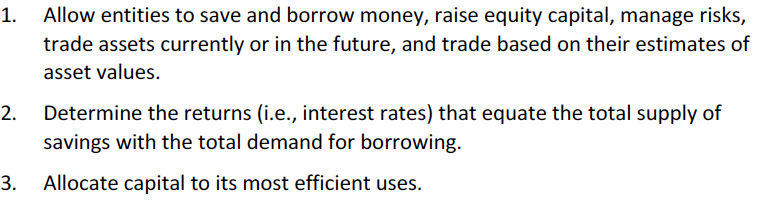 1. Allow entities to save and borrow money, raise equity capital, manage risks,
trade assets currently or in the future, and trade based on their estimates of
asset values.
2. Determine the returns (i.e., interest rates) that equate the total supply of
savings with the total demand for borrowing.
3. Allocate capital to its most efficient uses.